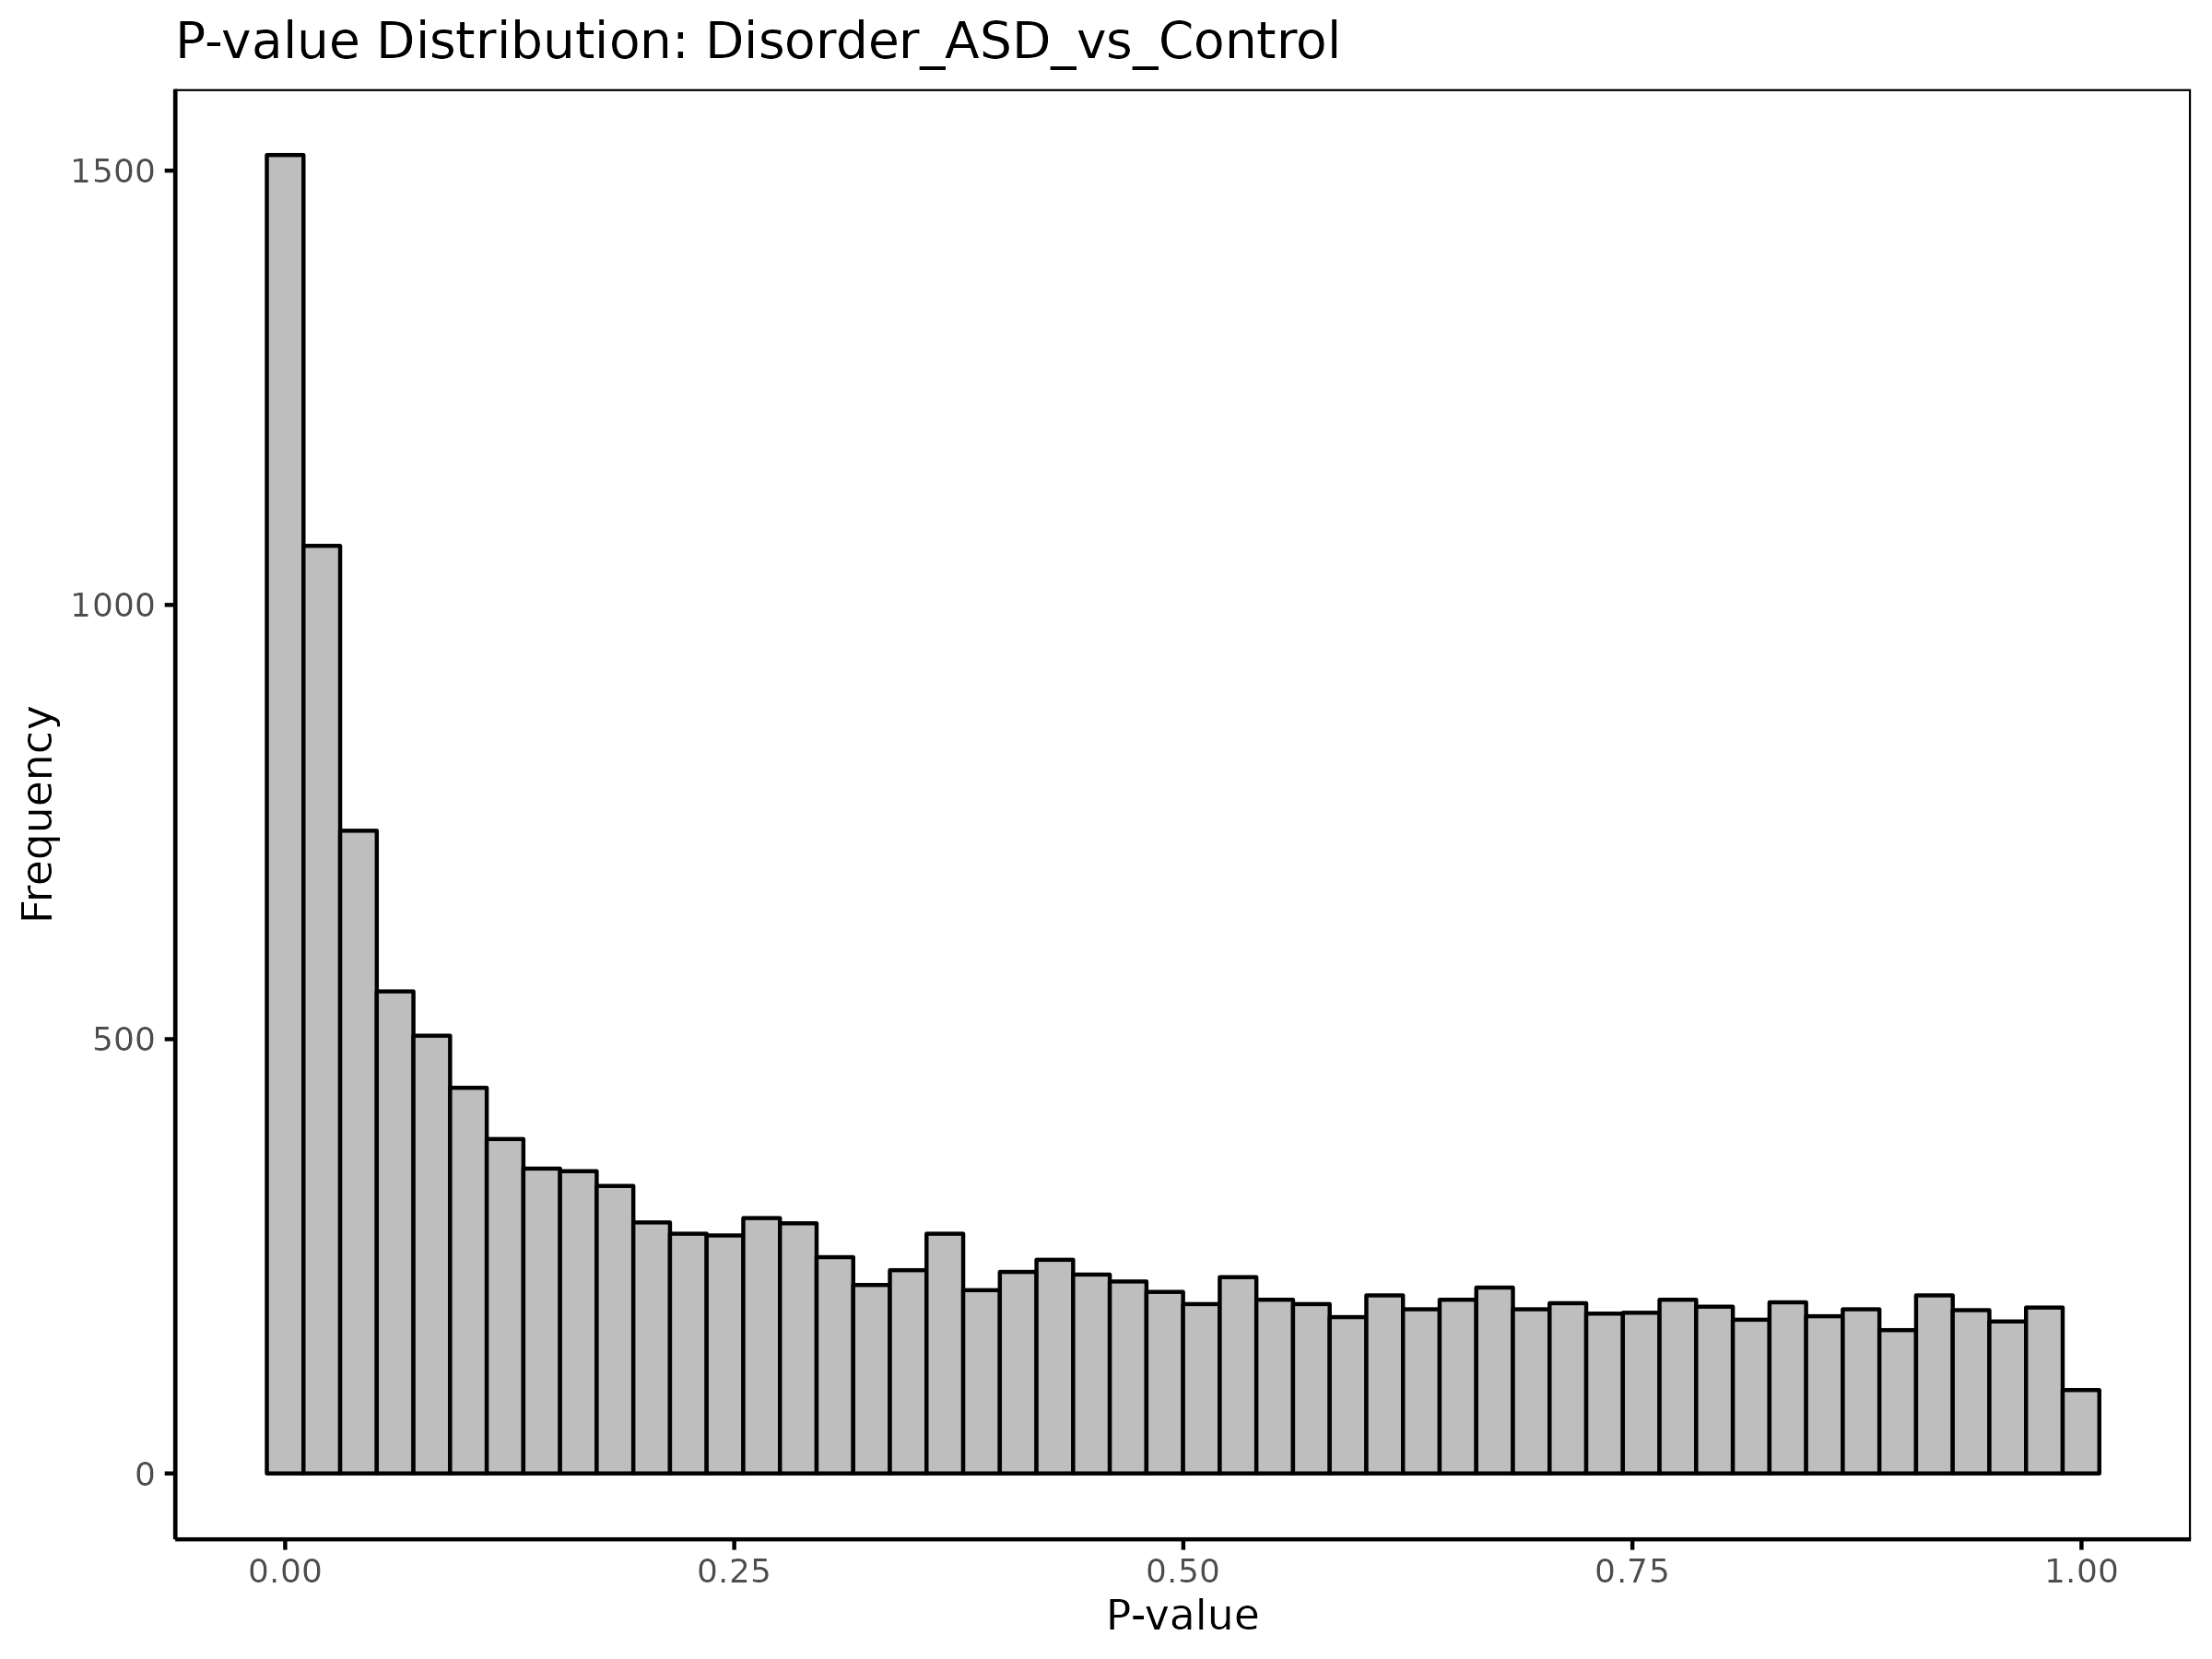 P-value Distribution: Disorder_ASD_vs_Control
Frequency
1500
1000
500
0
0.00 0.25 0.50 0.75 1.00
P-value